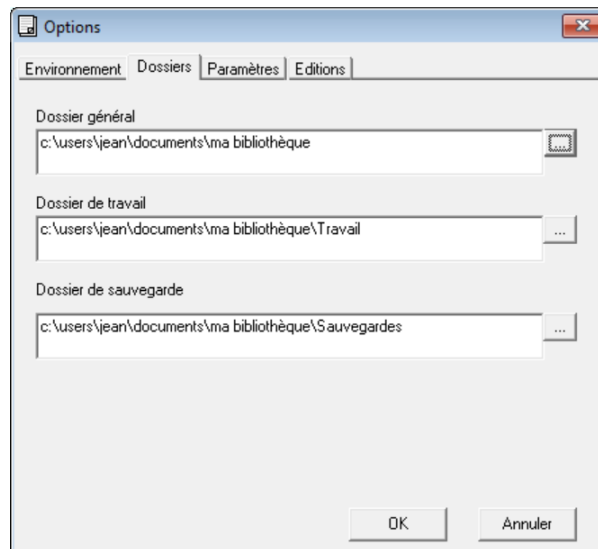 Options
Environnement Dossiers Paramètres Editions
Dossier général
c:\users\jean\documents\ma bibliothèque
...
Dossier de travail
c:\users\jean\documents\ma bibliothèque\Travail
...
Dossier de sauvegarde
c:\users\jean\documents\ma bibliothèque\Sauvegardes
...
OK Annuler